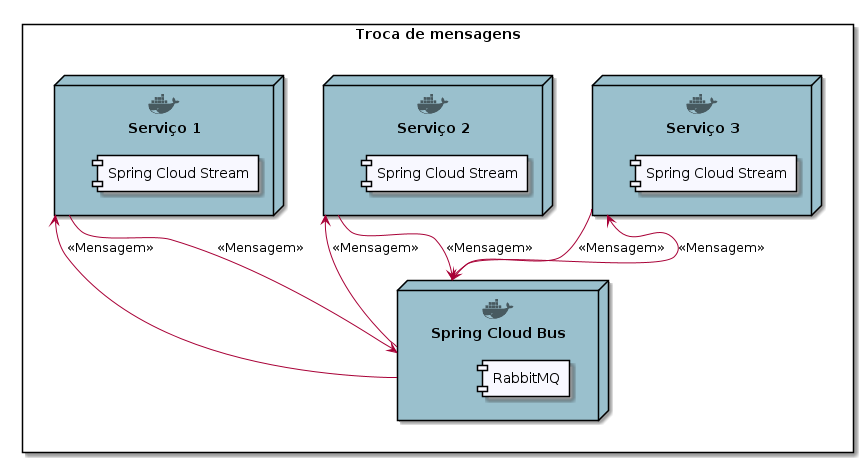 Troca de mensagens
Serviço 1
Spring Cloud Stream
Serviço 2
Spring Cloud Stream
Serviço 3
Spring Cloud Stream
«Mensagem»
«Mensagem»
«Mensagem»
«Mensagem»
«Mensagem»
«Mensagem»
Spring Cloud Bus
RabbitMQ